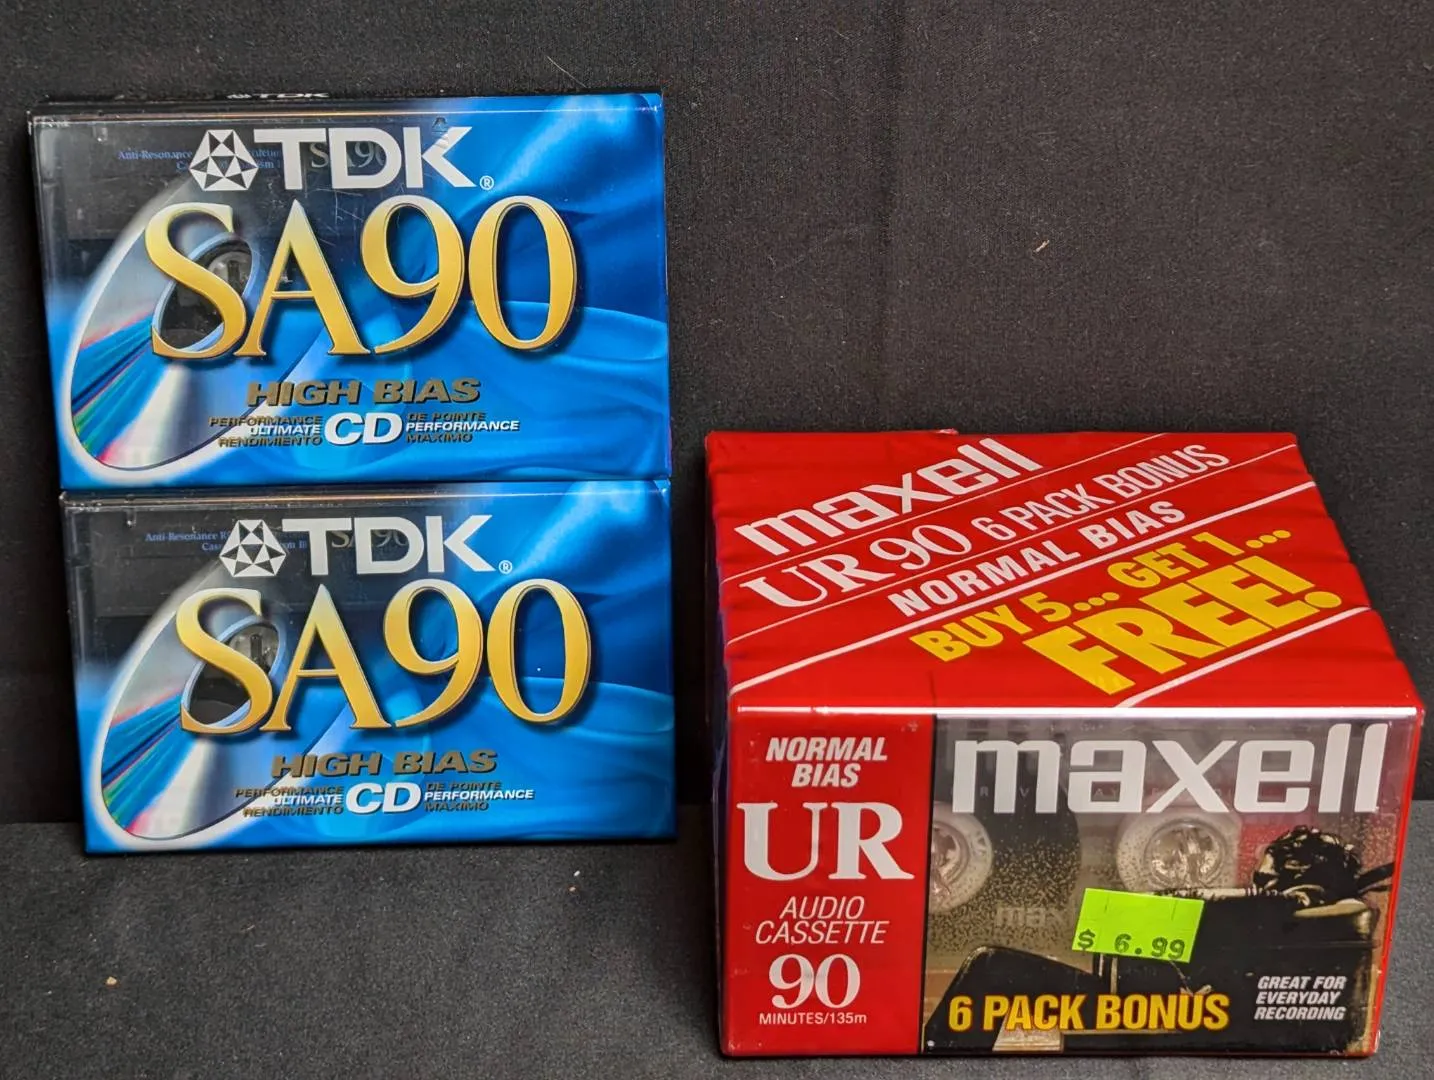 TDK
TDK®
SA90
HIGH BIAS
PERFORMANCE DE POINTE
ULTIMATE CD PERFORMANCE
RENDIMIENTO MAXIMO
TDK®
SA90
HIGH BIAS
PERFORMANCE DE POINTE
ULTIMATE CD PERFORMANCE
RENDIMIENTO MAXIMO
maxell
UR 90 6 PACK BONUS
NORMAL BIAS
BUY 5... GET 1...
FREE!
NORMAL
BIAS
UR
AUDIO
CASSETTE
90
MINUTES/135m
maxell
$ 6.99
6 PACK BONUS
GREAT FOR
EVERYDAY
RECORDING